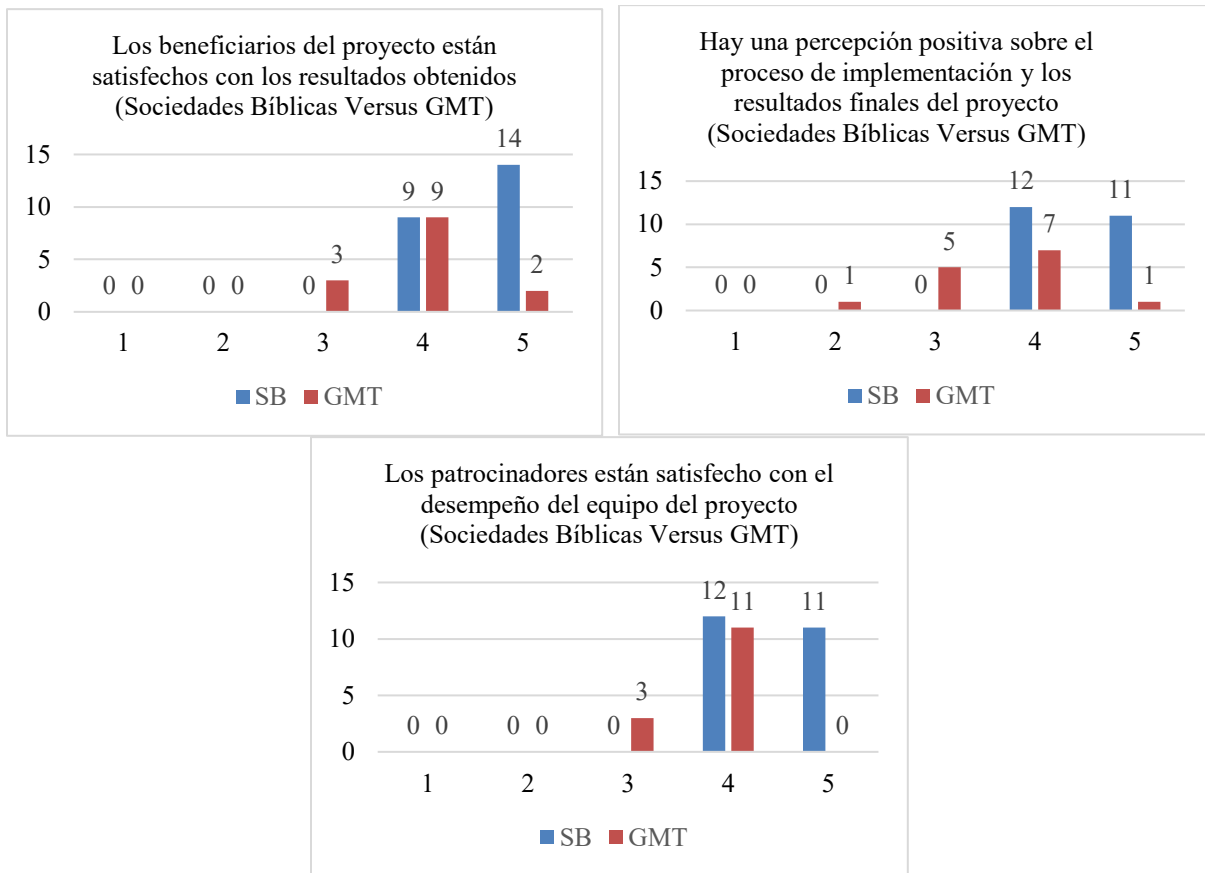 Los beneficiarios del proyecto están
satisfechos con los resultados obtenidos
(Sociedades Bíblicas Versus GMT)
14
15
9 9
10
5
3
2
0 0 0 0 0
0
1 2 3 4 5
SB GMT
Hay una percepción positiva sobre el
proceso de implementación y los
resultados finales del proyecto
(Sociedades Bíblicas Versus GMT)
15
12
11
10
7
5
5
1
1
0 0 0 0
0
1 2 3 4 5
SB GMT
Los patrocinadores están satisfecho con el
desempeño del equipo del proyecto
(Sociedades Bíblicas Versus GMT)
15
12
11
11
10
5
3
0 0 0 0 0 0
0
1 2 3 4 5
SB GMT